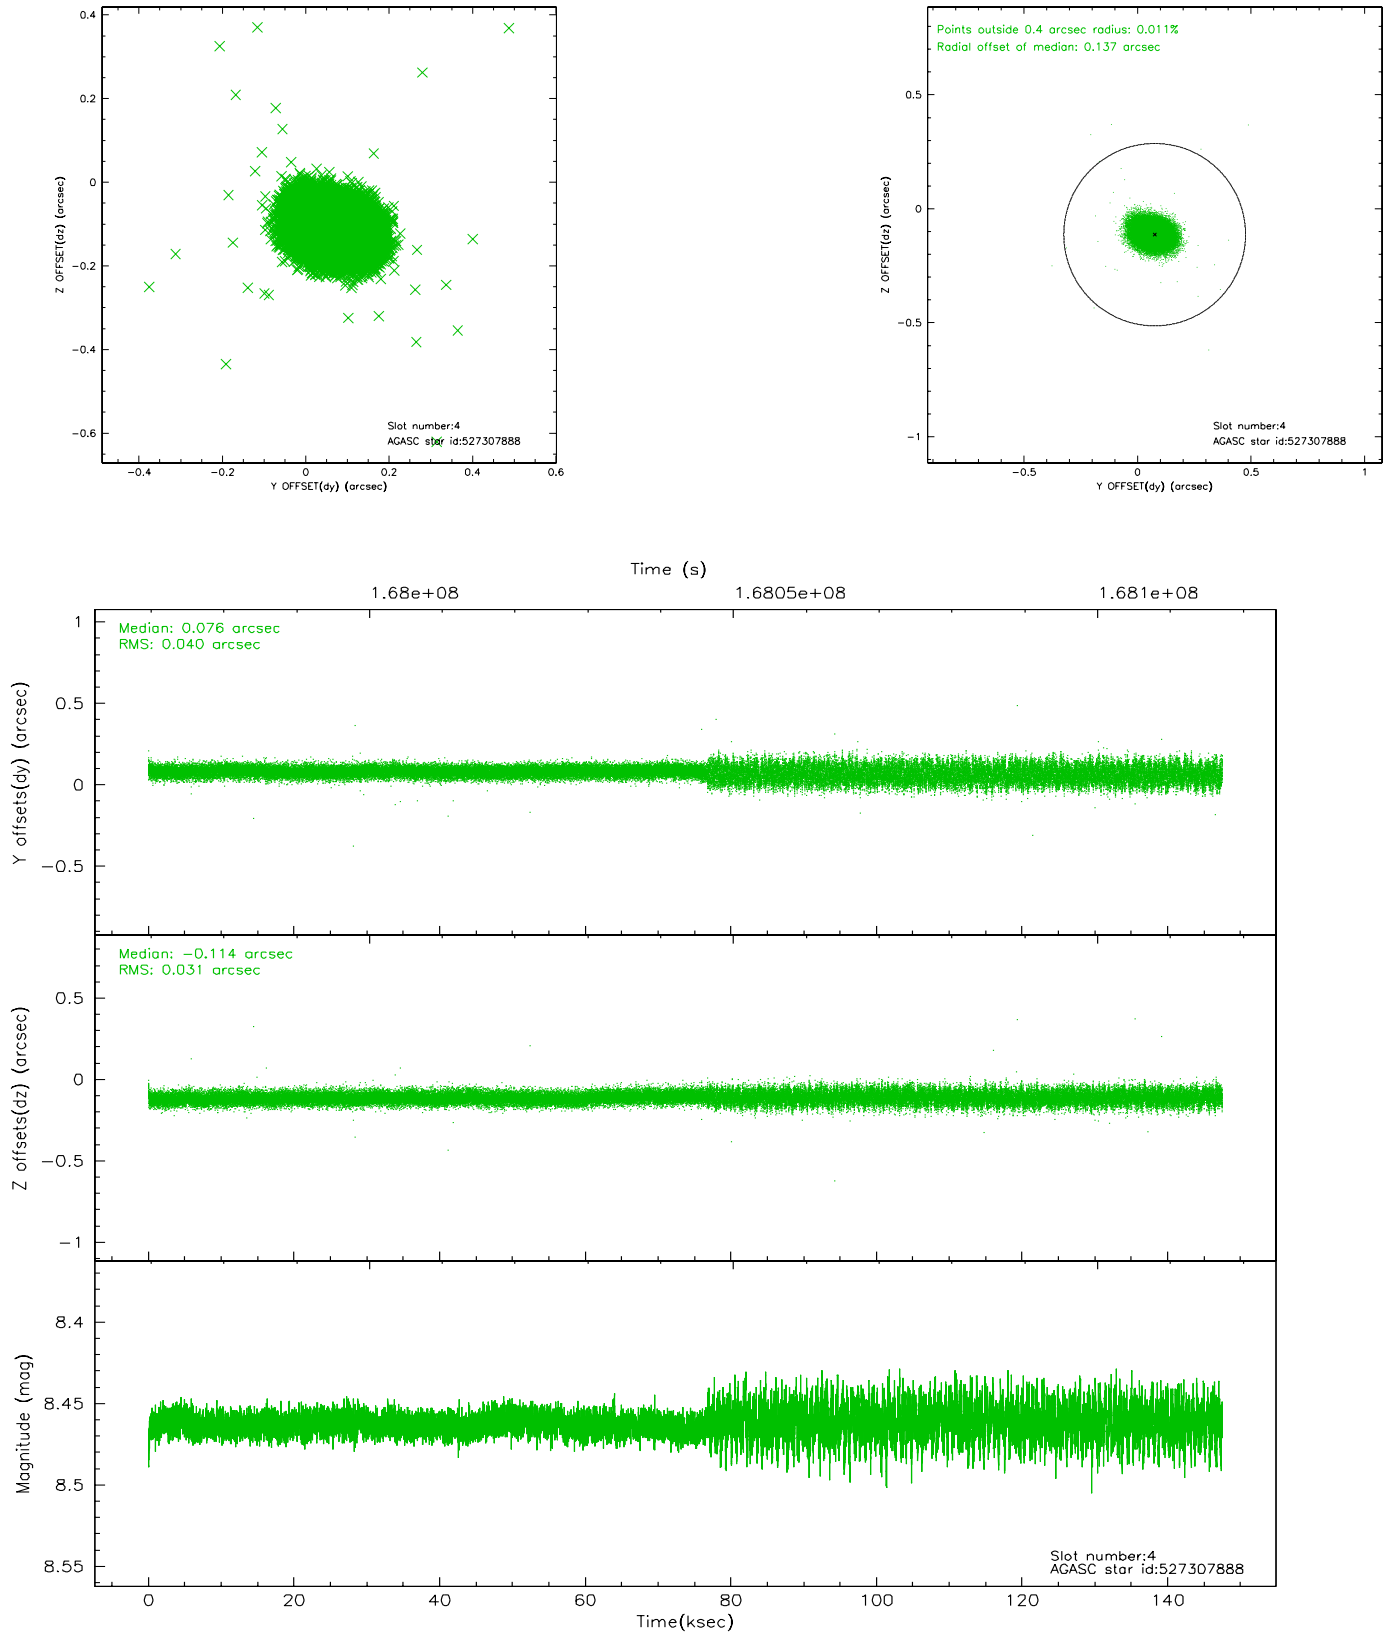 0.4
0.2
0
−0.2
−0.4
−0.6
Z OFFSET(dz) (arcsec)
Slot number:4
AGASC star id:527307888
−0.4
−0.2
0
0.2
0.4
0.6
Y OFFSET(dy) (arcsec)
Points outside 0.4 arcsec radius: 0.011%
Radial offset of median: 0.137 arcsec
0.5
0
−0.5
−1
Z OFFSET(dz) (arcsec)
Slot number:4
AGASC star id:527307888
−0.5
0
0.5
1
Y OFFSET(dy) (arcsec)
Time (s)
1.68e+08
1.6805e+08
1.681e+08
Median: 0.076 arcsec
RMS: 0.040 arcsec
1
0.5
0
−0.5
Y offsets(dy) (arcsec)
Median: −0.114 arcsec
RMS: 0.031 arcsec
0.5
0
−0.5
−1
Z offsets(dz) (arcsec)
8.4
8.45
8.5
8.55
Magnitude (mag)
Slot number:4
AGASC star id:527307888
0
20
40
60
80
100
120
140
Time(ksec)